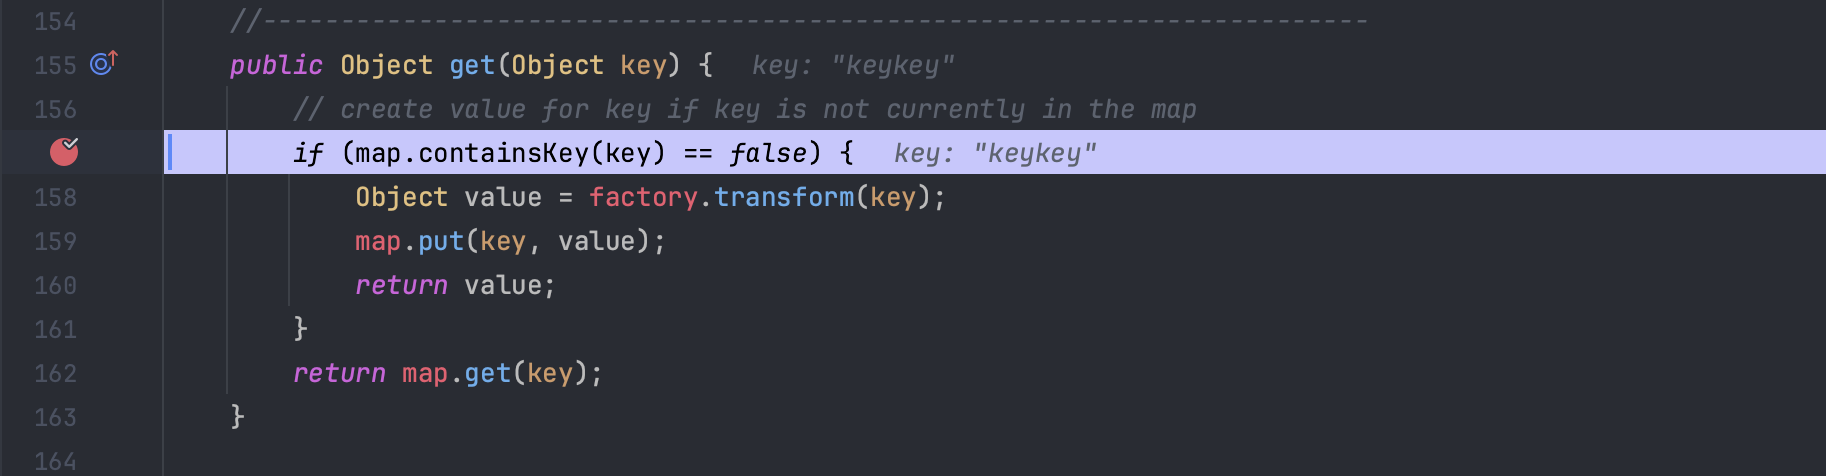 154 //-----------------------------------------------------------------------
155 public Object get(Object key) { key: "keykey"
156 // create value for key if key is not currently in the map
if (map.containsKey(key) == false) { key: "keykey"
158 Object value = factory.transform(key);
159 map.put(key, value);
160 return value;
161 }
162 return map.get(key);
163 }
164